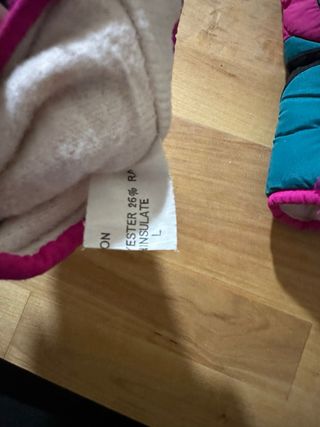 ON
YESTER 26% RA
INSULATE
L